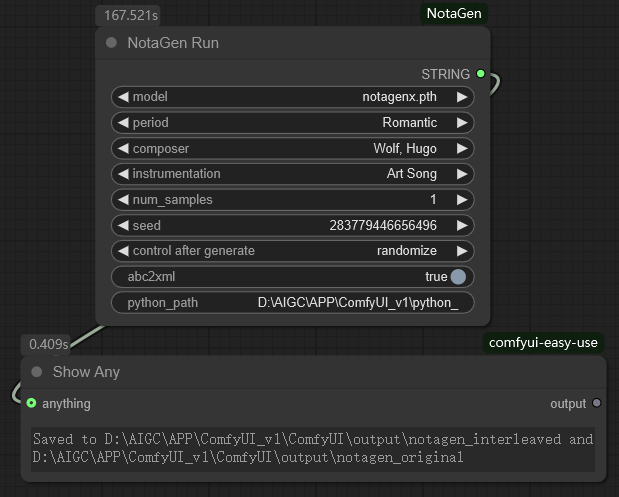 167.521s
NotaGen
NotaGen Run
STRING
model notagenx.pth
period Romantic
composer Wolf, Hugo
instrumentation Art Song
num_samples 1
seed 283779446656496
control after generate randomize
abc2xml true
python_path D:\AIGC\APP\ComfyUI_v1\python_
0.409s
comfyui-easy-use
Show Any
anything output
Saved to D:\AIGC\APP\ComfyUI_v1\ComfyUI\output\notagen_interleaved and
D:\AIGC\APP\ComfyUI_v1\ComfyUI\output\notagen_original